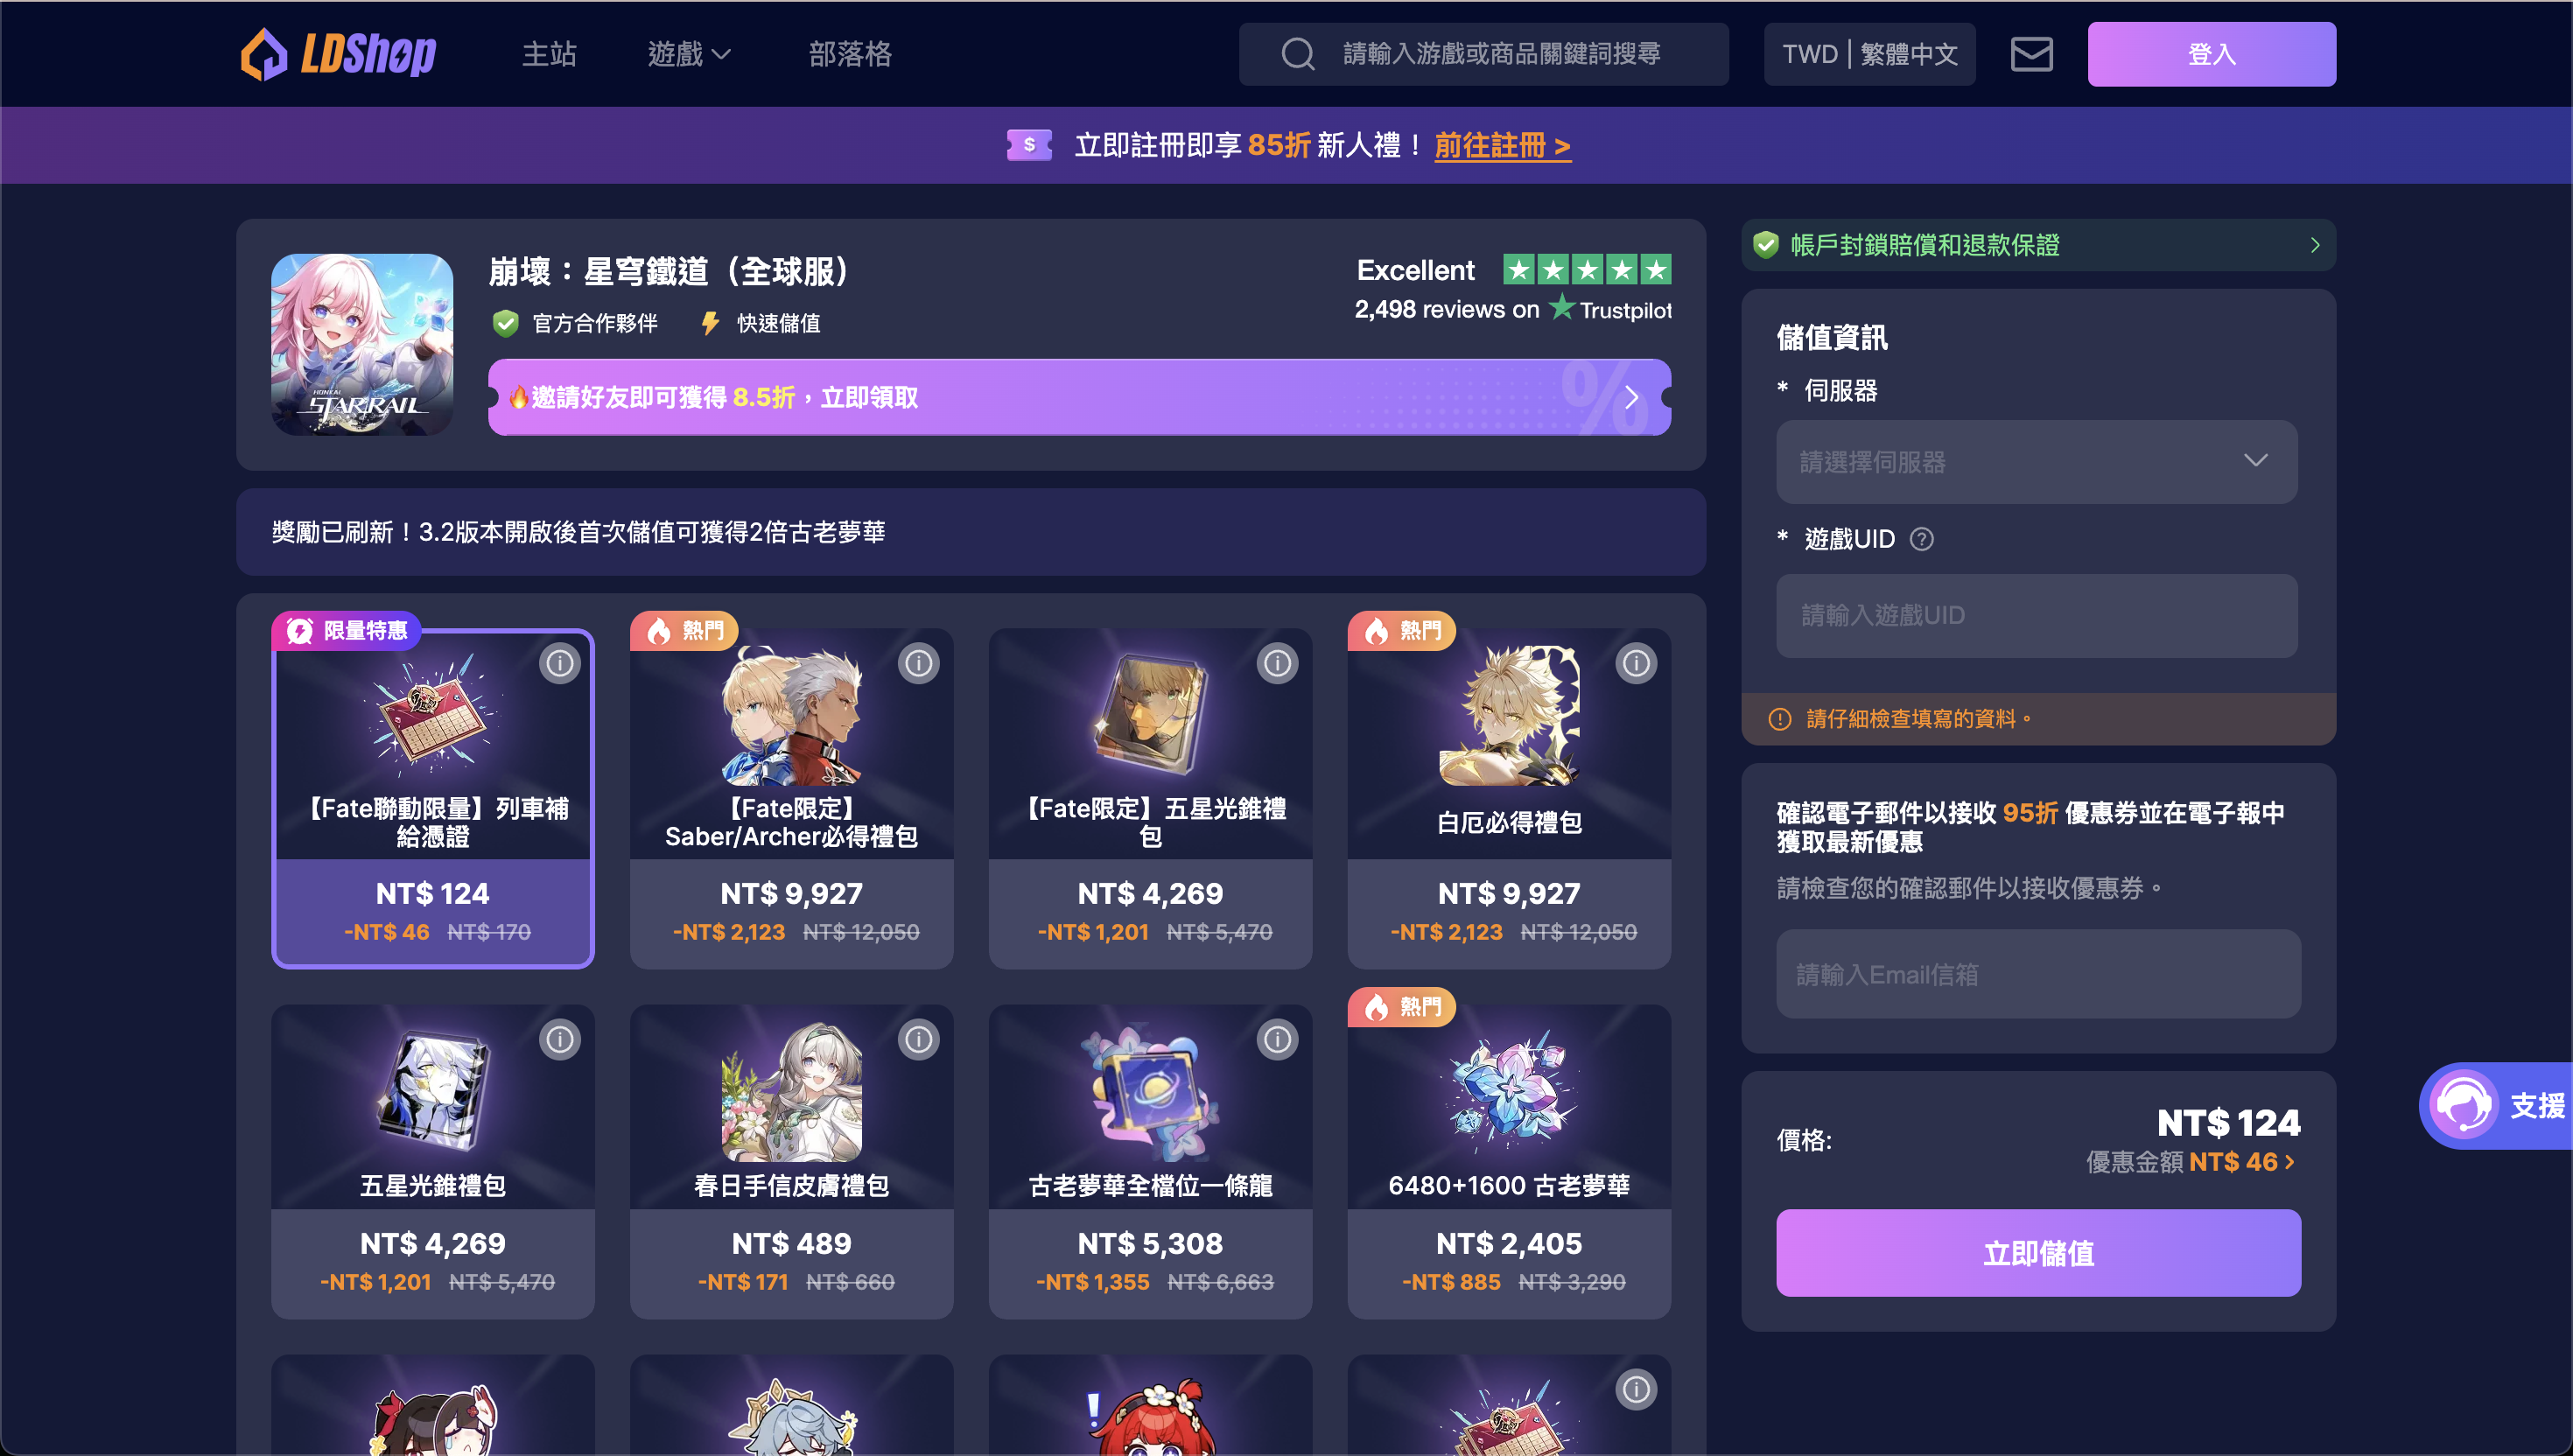 LDShop
主站
遊戲
部落格
請輸入游戲或商品關鍵詞搜尋
TWD | 繁體中文
登入
$
立即註冊即享 85折 新人禮！ 前往註冊 >
崩壞：星穹鐵道（全球服）
官方合作夥伴
快速儲值
Excellent
2,498 reviews on Trustpilot
HONKAI
STAR RAIL
🔥邀請好友即可獲得 8.5折，立即領取
%
獎勵已刷新！3.2版本開啟後首次儲值可獲得2倍古老夢華
限量特惠
【Fate聯動限量】列車補
給憑證
NT$ 124
-NT$ 46 NT$ 170
熱門
【Fate限定】
Saber/Archer必得禮包
NT$ 9,927
-NT$ 2,123 NT$ 12,050
【Fate限定】五星光錐禮
包
NT$ 4,269
-NT$ 1,201 NT$ 5,470
熱門
白厄必得禮包
NT$ 9,927
-NT$ 2,123 NT$ 12,050
五星光錐禮包
NT$ 4,269
-NT$ 1,201 NT$ 5,470
春日手信皮膚禮包
NT$ 489
-NT$ 171 NT$ 660
古老夢華全檔位一條龍
NT$ 5,308
-NT$ 1,355 NT$ 6,663
熱門
6480+1600 古老夢華
NT$ 2,405
-NT$ 885 NT$ 3,290
帳戶封鎖賠償和退款保證
儲值資訊
* 伺服器
請選擇伺服器
* 遊戲UID
請輸入遊戲UID
請仔細檢查填寫的資料。
確認電子郵件以接收 95折 優惠券並在電子報中
獲取最新優惠
請檢查您的確認郵件以接收優惠券。
請輸入Email信箱
價格:
NT$ 124
優惠金額 NT$ 46 >
立即儲值
支援